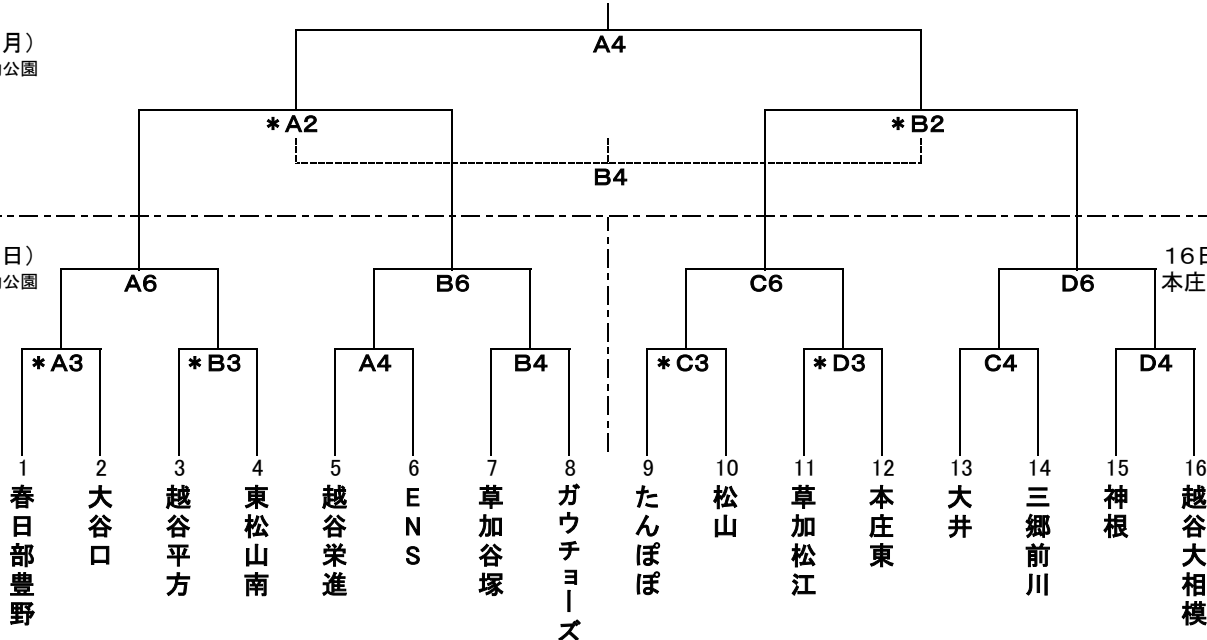 A4
月）
公園
＊A2
＊B2
B4
日）
公園
16日
本庄
A6
B6
C6
D6
＊A3
＊B3
A4
B4
＊C3
＊D3
C4
D4
1
2
3
4
5
6
7
8
9
10
11
12
13
14
15
16
春日部豊野
大谷口
越谷平方
東松山南
越谷栄進
ENS
草加谷塚
ガウチョーズ
たんぽぽ
松山
草加松江
本庄東
大井
三郷前川
神根
越谷大相模